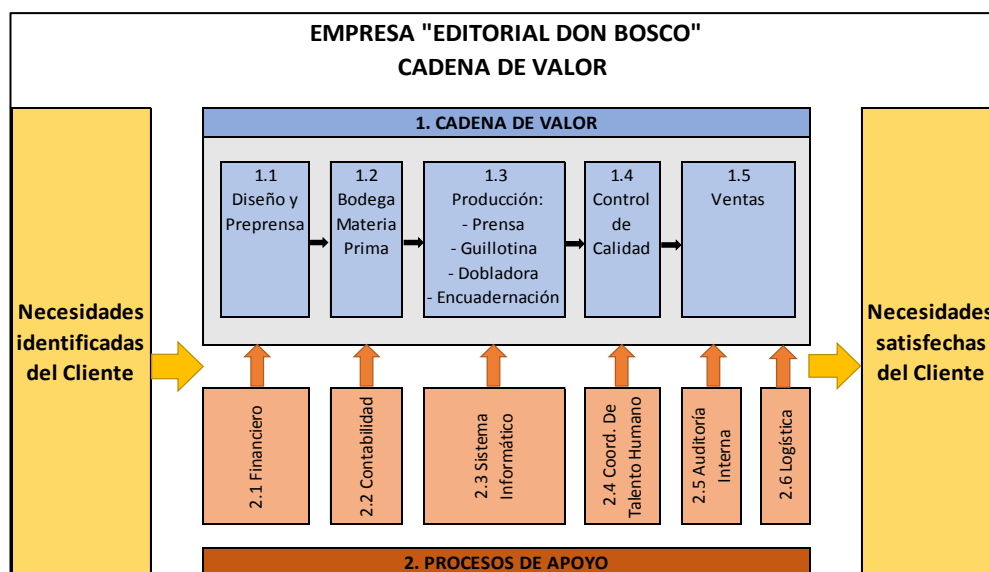 EMPRESA "EDITORIAL DON BOSCO"
CADENA DE VALOR
1. CADENA DE VALOR
1.1
Diseño y
Preprensa
1.2
Bodega
Materia
Prima
1.3
Producción:
- Prensa
- Guillotina
- Dobladora
- Encuadernación
1.4
Control
de
Calidad
1.5
Ventas
Necesidades
identificadas
del Cliente
Necesidades
satisfechas
del Cliente
2.1 Financiero
2.2 Contabilidad
2.3 Sistema
Informático
2.4 Coord. De
Talento Humano
2.5 Auditoría
Interna
2.6 Logística
2. PROCESOS DE APOYO